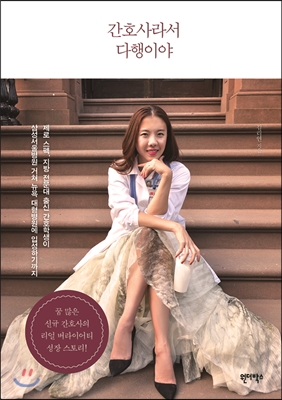 간호사라서
다행이야
제로 스펙, 지방 전문대 출신 간호학생이
삼성서울병원 거쳐 뉴욕 대형병원에 입성하기까지
꿈 많은
신규 간호사의
리얼 버라이어티
성장 스토리!
원더박스